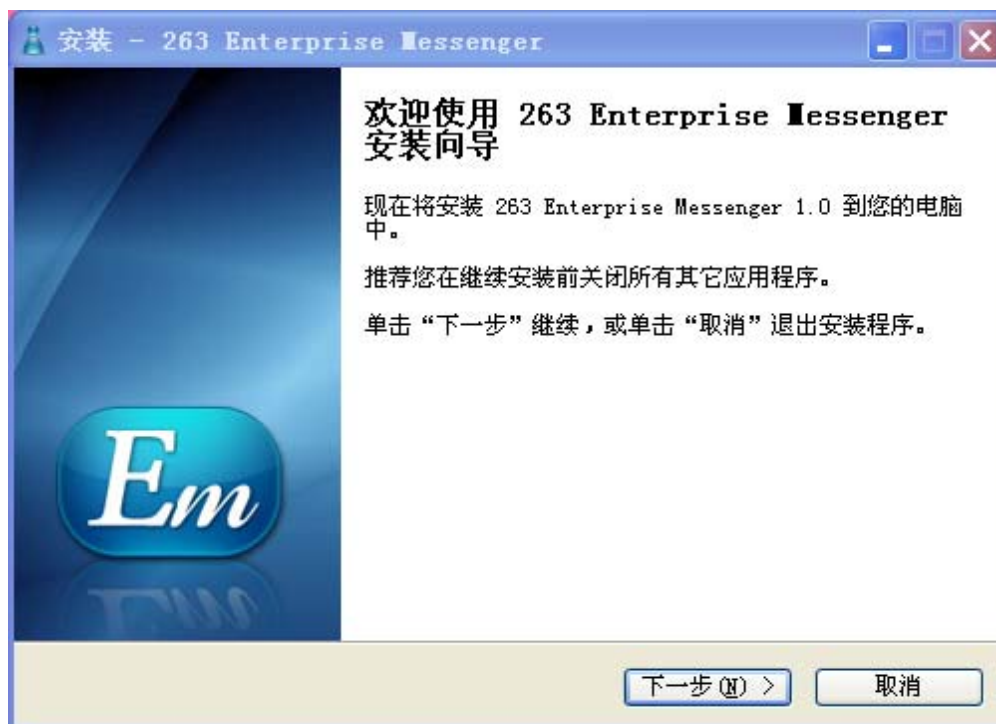 安装 - 263 Enterprise Messenger
欢迎使用 263 Enterprise Messenger
安装向导
现在将安装 263 Enterprise Messenger 1.0 到您的电脑
中。
推荐您在继续安装前关闭所有其它应用程序。
单击“下一步”继续，或单击“取消”退出安装程序。
Em
下一步(N) >
取消